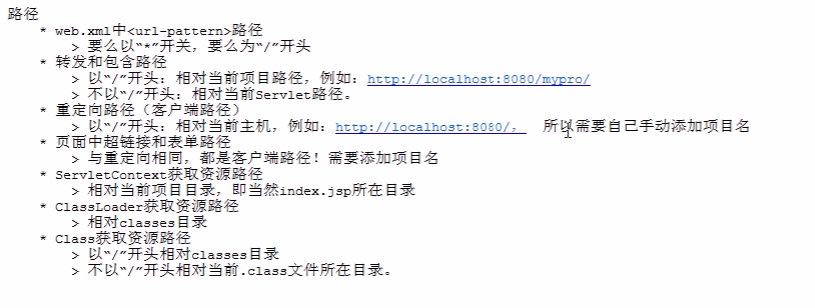 路径
* web.xml中<url-pattern>路径
> 要么以“*”开关，要么为“/”开头
* 转发和包含路径
> 以“/”开头：相对当前项目路径，例如：http://localhost:8080/mypro/
> 不以“/”开头：相对当前Servlet路径。
* 重定向路径（客户端路径）
> 以“/”开头：相对当前主机，例如：http://localhost:8080/， 所以需要自己手动添加项目名
* 页面中超链接和表单路径
> 与重定向相同，都是客户端路径！需要添加项目名
* ServletContext获取资源路径
> 相对当前项目目录，即当然index.jsp所在目录
* ClassLoader获取资源路径
> 相对classes目录
* Class获取资源路径
> 以“/”开头相对classes目录
> 不以“/”开头相对当前.class文件所在目录。